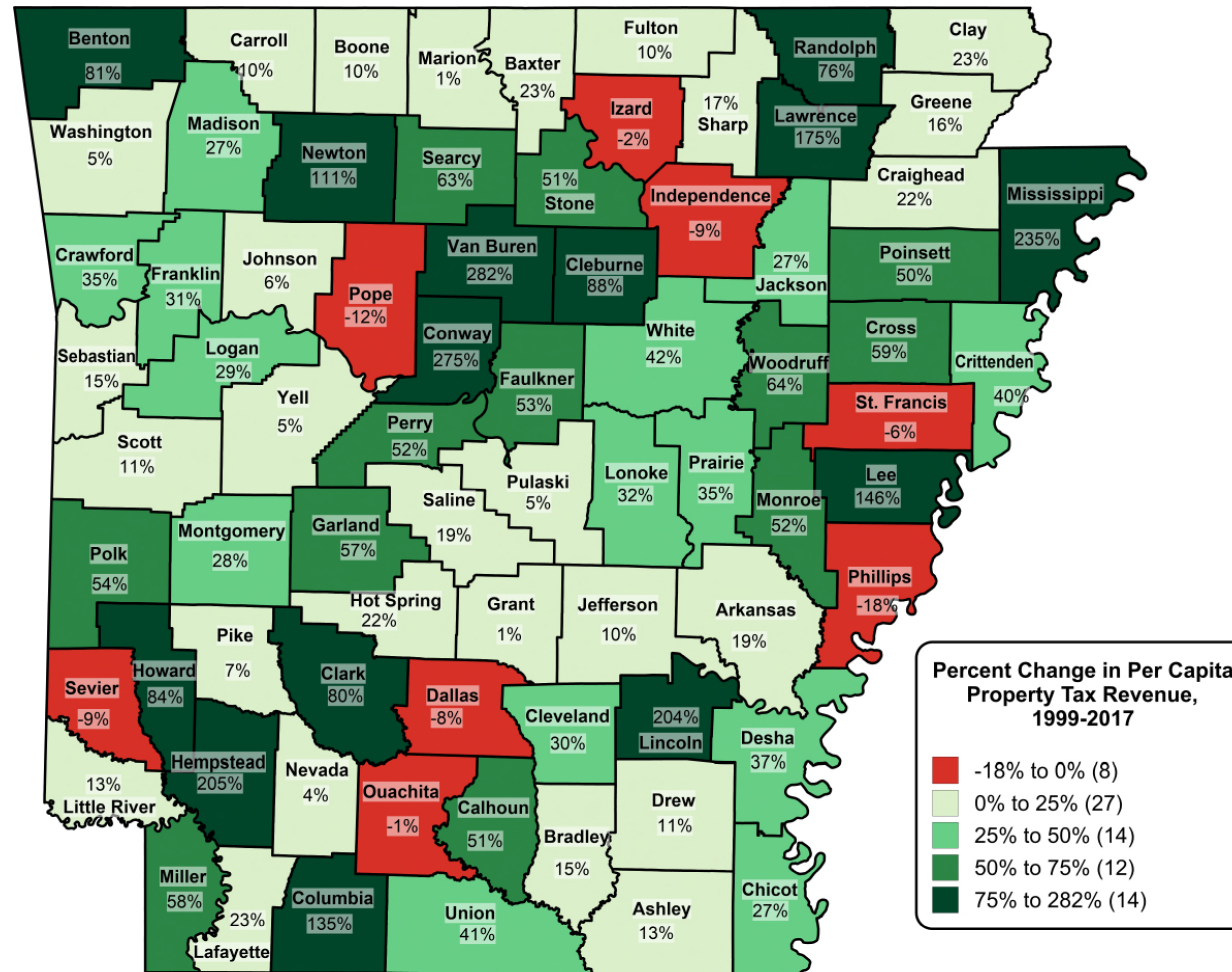 Benton
81%
Carroll
10%
Boone
10%
Marion
1%
Baxter
23%
Fulton
10%
Randolph
76%
Clay
23%
Washington
5%
Madison
27%
Newton
111%
Searcy
63%
51%
Stone
Izard
-2%
17%
Sharp
Lawrence
175%
Greene
16%
Independence
-9%
Craighead
22%
Mississippi
235%
Crawford
35%
Franklin
31%
Johnson
6%
Pope
-12%
Van Buren
282%
Cleburne
88%
27%
Jackson
Poinsett
50%
Sebastian
15%
Logan
29%
Conway
275%
Faulkner
53%
White
42%
Woodruff
64%
Cross
59%
Crittenden
40%
Scott
11%
Yell
5%
Perry
52%
St. Francis
-6%
Saline
19%
Pulaski
5%
Lonoke
32%
Prairie
35%
Monroe
52%
Lee
146%
Polk
54%
Montgomery
28%
Garland
57%
Hot Spring
22%
Grant
1%
Jefferson
10%
Arkansas
19%
Phillips
-18%
Sevier
-9%
Howard
84%
Pike
7%
Clark
80%
Dallas
-8%
Cleveland
30%
204%
Lincoln
Desha
37%
13%
Little River
Hempstead
205%
Nevada
4%
Ouachita
-1%
Calhoun
51%
Bradley
15%
Drew
11%
Miller
58%
23%
Lafayette
Columbia
135%
Union
41%
Ashley
13%
Chicot
27%
Percent Change in Per Capita
Property Tax Revenue,
1999-2017
-18% to 0% (8)
0% to 25% (27)
25% to 50% (14)
50% to 75% (12)
75% to 282% (14)